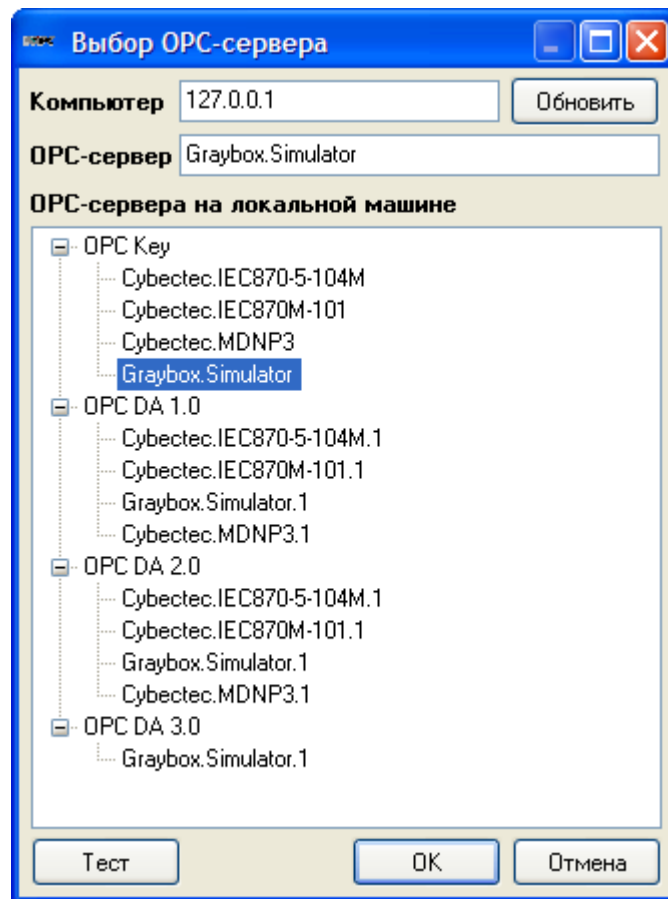 Выбор OPC-сервера
Компьютер 127.0.0.1 Обновить
OPC-сервер Graybox.Simulator
OPC-сервера на локальной машине
OPC Key
Cybectec.IEC870-5-104M
Cybectec.IEC870M-101
Cybectec.MDNP3
Graybox.Simulator
OPC DA 1.0
Cybectec.IEC870-5-104M.1
Cybectec.IEC870M-101.1
Graybox.Simulator.1
Cybectec.MDNP3.1
OPC DA 2.0
Cybectec.IEC870-5-104M.1
Cybectec.IEC870M-101.1
Graybox.Simulator.1
Cybectec.MDNP3.1
OPC DA 3.0
Graybox.Simulator.1
Тест OK Отмена